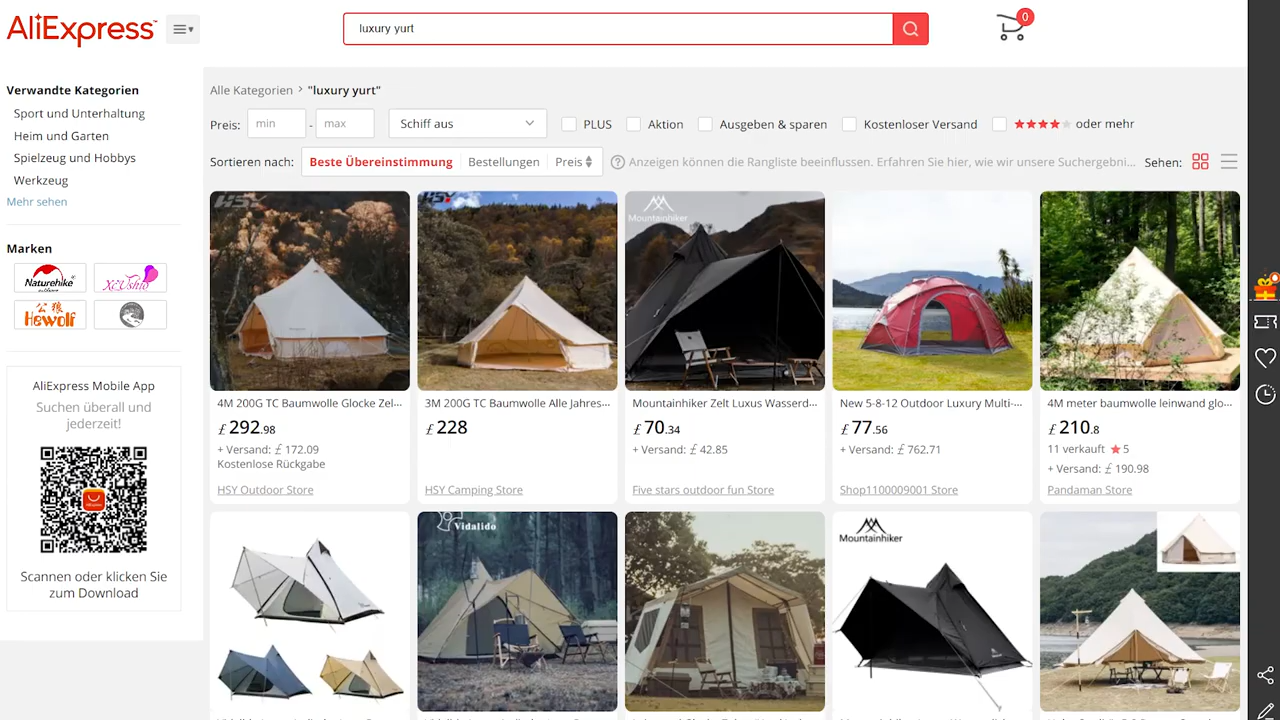 AliExpress
luxury yurt
0
Verwandte Kategorien
Sport und Unterhaltung
Heim und Garten
Spielzeug und Hobbys
Werkzeug
Mehr sehen
Marken
Naturehike
XC USHIO
公狼
Hewolf
AliExpress Mobile App
Suchen überall und
jederzeit!
Scannen oder klicken Sie
zum Download
Alle Kategorien > "luxury yurt"
Preis: min - max Schiff aus PLUS Aktion Ausgeben & sparen Kostenloser Versand oder mehr
Sortieren nach: Beste Übereinstimmung Bestellungen Preis Anzeigen können die Rangliste beeinflussen. Erfahren Sie hier, wie wir unsere Suchergebni... Sehen:
HSY
HSY
Mountainhiker
4M 200G TC Baumwolle Glocke Zel...
£ 292.98
+ Versand: £ 172.09
Kostenlose Rückgabe
HSY Outdoor Store
3M 200G TC Baumwolle Alle Jahres...
£ 228
HSY Camping Store
Mountainhiker Zelt Luxus Wasserd...
£ 70.34
+ Versand: £ 42.85
Five stars outdoor fun Store
New 5-8-12 Outdoor Luxury Multi-...
£ 77.56
+ Versand: £ 762.71
Shop1100009001 Store
4M meter baumwolle leinwand glo...
£ 210.8
11 verkauft 5
+ Versand: £ 190.98
Pandaman Store
Vidalido
Mountainhiker